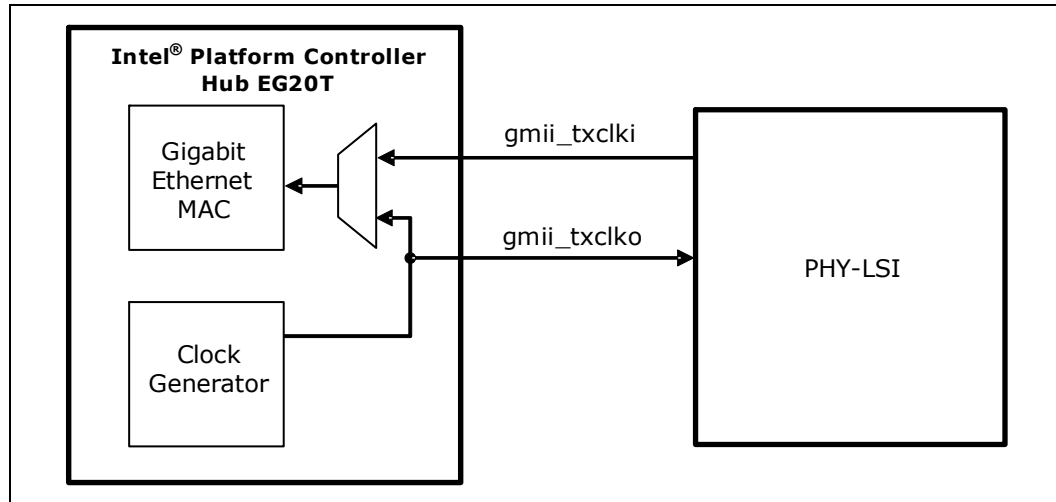 Intel® Platform Controller
Hub EG20T
Gigabit
Ethernet
MAC
gmii_txclki
gmii_txclko
PHY-LSI
Clock
Generator